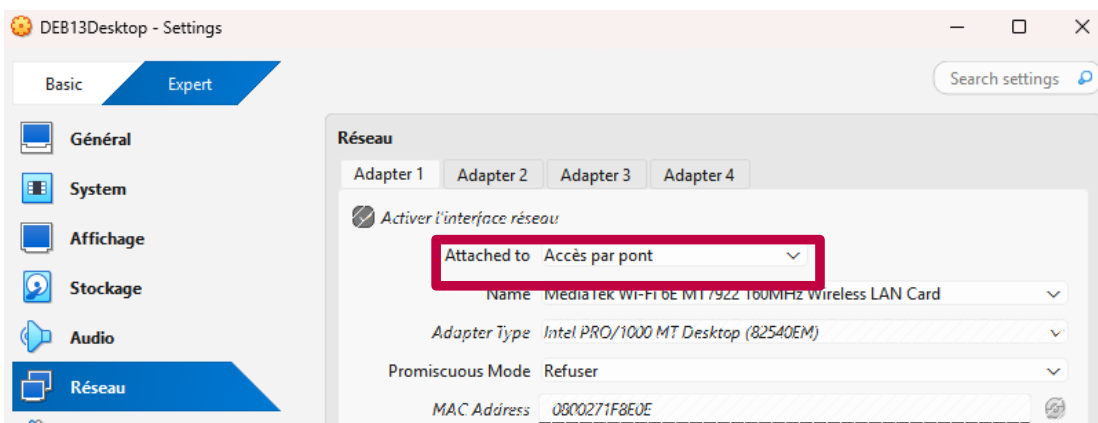 DEB13Desktop - Settings
Basic Expert Search settings
Général
System
Affichage
Stockage
Audio
Réseau
Réseau
Adapter 1 Adapter 2 Adapter 3 Adapter 4
Activer l'interface réseau
Attached to Accès par pont
Name MediaTek Wi-Fi 6E MT7922 160MHz Wireless LAN Card
Adapter Type Intel PRO/1000 MT Desktop (82540EM)
Promiscuous Mode Refuser
MAC Address 0800271F8E0E